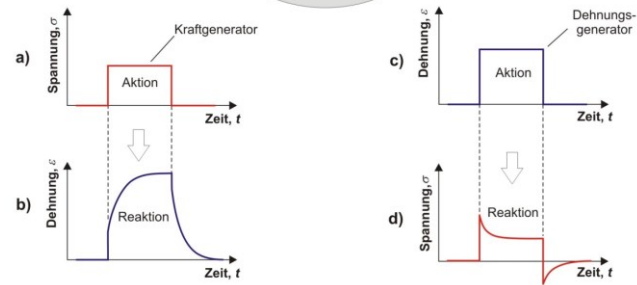 a)
Spannung, σ
Kraftgenerator
Aktion
Zeit, t
b)
Dehnung, ε
Reaktion
Zeit, t
c)
Dehnung, ε
Dehnungs-
generator
Aktion
Zeit, t
d)
Spannung, σ
Reaktion
Zeit, t